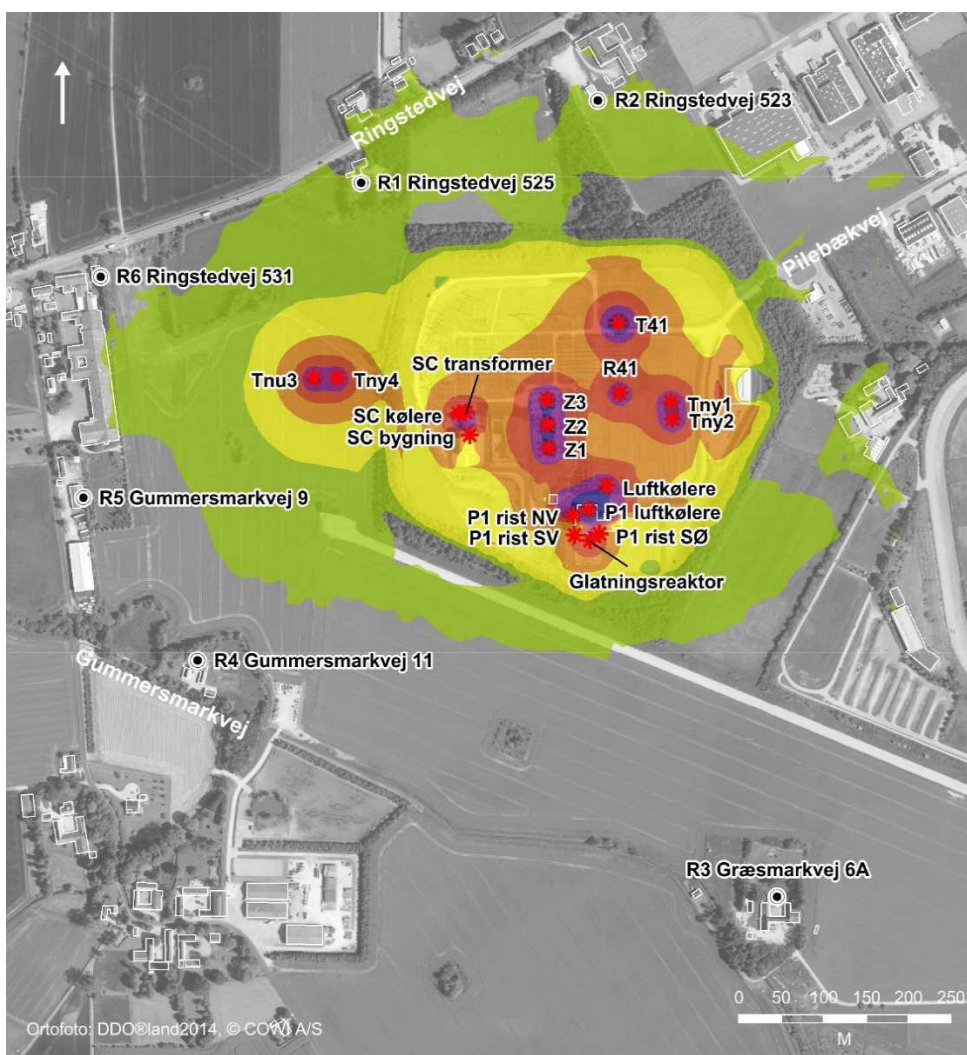 R2 Ringstedvej 523
Ringstedvej
R1 Ringstedvej 525
Pilebækvej
R6 Ringstedvej 531
T41
SC transformer
R41
Tnu3
Tny4
Z3
Tny1
SC kølere
Z2
Tny2
SC bygning
Z1
Luftkølere
R5 Gummersmarkvej 9
P1 rist NV
P1 luftkølere
P1 rist SV
P1 rist SØ
Glatningsreaktor
R4 Gummersmarkvej 11
Gummersmarkvej
R3 Græsmarkvej 6A
0 50 100 150 200 250
M
Ortofoto: DDO®land2014, © COWI A/S